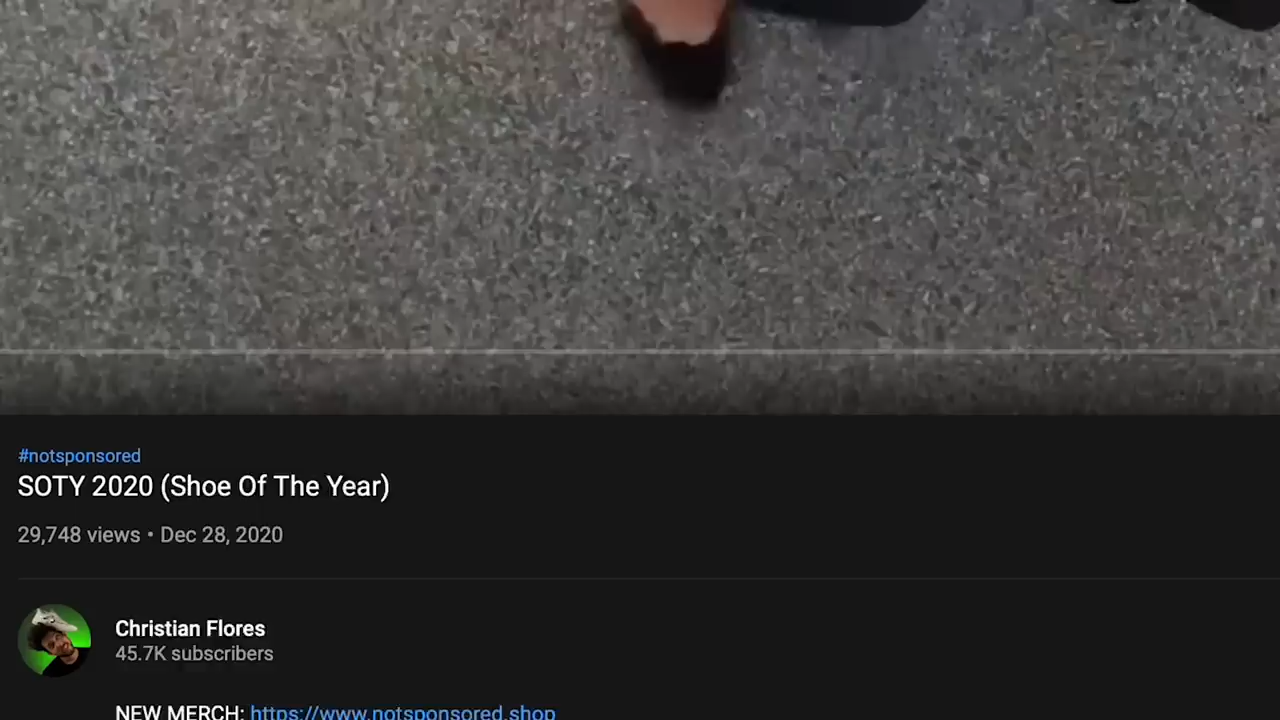 #notsponsored
SOTY 2020 (Shoe Of The Year)
29,748 views • Dec 28, 2020
Christian Flores
45.7K subscribers
NEW MERCH: https://www.notsponsored.shop